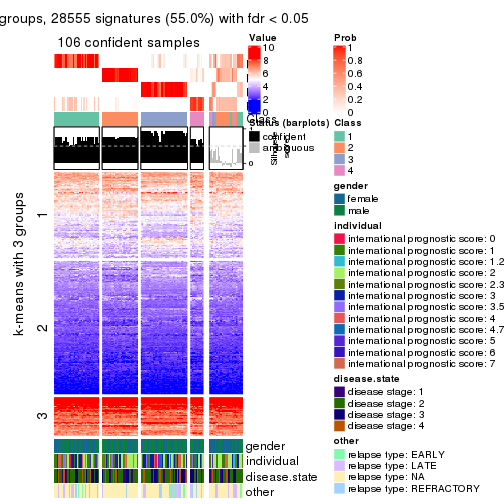 groups, 28555 signatures (55.0%) with fdr < 0.05
106 confident samples
k-means with 3 groups
1
2
3
Value
10
8
6
4
2
0
Prob
1
0.8
0.6
0.4
0.2
0
Class
Status (barplots)
confident
ambiguous
Silhouette score
1
0.5
0
Class
1
2
3
4
gender
female
male
individual
international prognostic score: 0
international prognostic score: 1
international prognostic score: 1.2
international prognostic score: 2
international prognostic score: 2.3
international prognostic score: 3
international prognostic score: 3.5
international prognostic score: 4
international prognostic score: 4.7
international prognostic score: 5
international prognostic score: 6
international prognostic score: 7
disease.state
disease stage: 1
disease stage: 2
disease stage: 3
disease stage: 4
other
relapse type: EARLY
relapse type: LATE
relapse type: NA
relapse type: REFRACTORY
gender
individual
disease.state
other